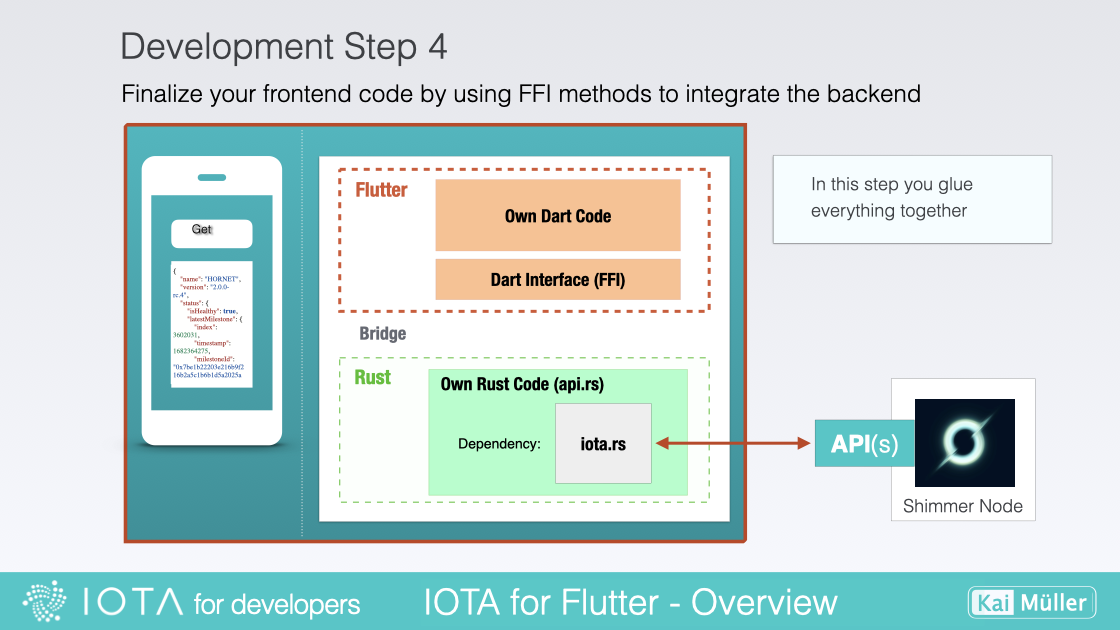 Development Step 4
Finalize your frontend code by using FFI methods to integrate the backend
Get
{
"name": "HORNET",
"version": "2.0.0-
rc.4",
"status": {
"isHealthy": true,
"latestMilestone": {
"index":
3602031,
"timestamp":
1682364275,
"milestoneId":
"0x7be1b22203e216b9f2
16b2a5c1b6b1d5a2025a
Flutter
Own Dart Code
Dart Interface (FFI)
Bridge
Rust
Own Rust Code (api.rs)
Dependency:
iota.rs
In this step you glue
everything together
API(s)
Shimmer Node
IOTA for developers
IOTA for Flutter - Overview
Kai Müller